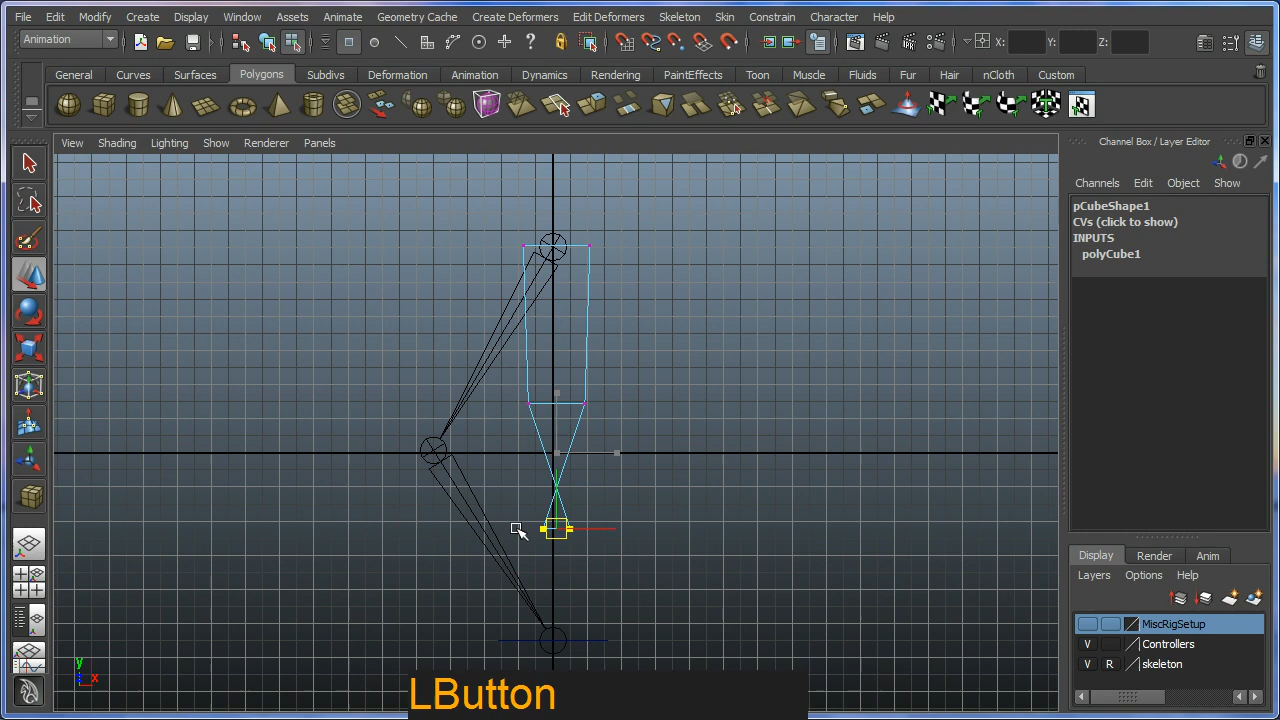 File Edit Modify Create Display Window Assets Animate Geometry Cache Create Deformers Edit Deformers Skeleton Skin Constrain Character Help
Animation X: Y: Z:
General Curves Surfaces Polygons Subdivs Deformation Animation Dynamics Rendering PaintEffects Toon Muscle Fluids Fur Hair nCloth Custom
View Shading Lighting Show Renderer Panels
Channel Box / Layer Editor
Channels Edit Object Show
pCubeShape1
CVs (click to show)
INPUTS
polyCube1
Display Render Anim
Layers Options Help
MiscRigSetup
V Controllers
V R skeleton
y
x
LButton